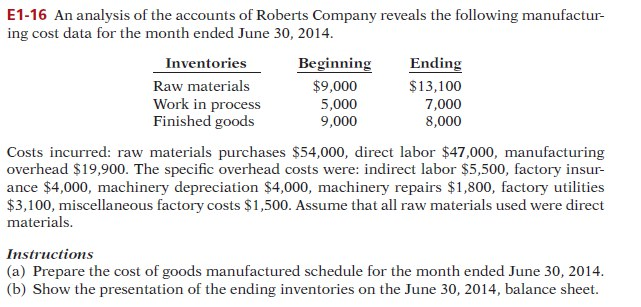 E1-16 An analysis of the accounts of Roberts Company reveals the following manufactur-
ing cost data for the month ended June 30, 2014.
Inventories Beginning Ending
Raw materials $9,000 $13,100
Work in process 5,000 7,000
Finished goods 9,000 8,000
Costs incurred: raw materials purchases $54,000, direct labor $47,000, manufacturing
overhead $19,900. The specific overhead costs were: indirect labor $5,500, factory insur-
ance $4,000, machinery depreciation $4,000, machinery repairs $1,800, factory utilities
$3,100, miscellaneous factory costs $1,500. Assume that all raw materials used were direct
materials.
Instructions
(a) Prepare the cost of goods manufactured schedule for the month ended June 30, 2014.
(b) Show the presentation of the ending inventories on the June 30, 2014, balance sheet.